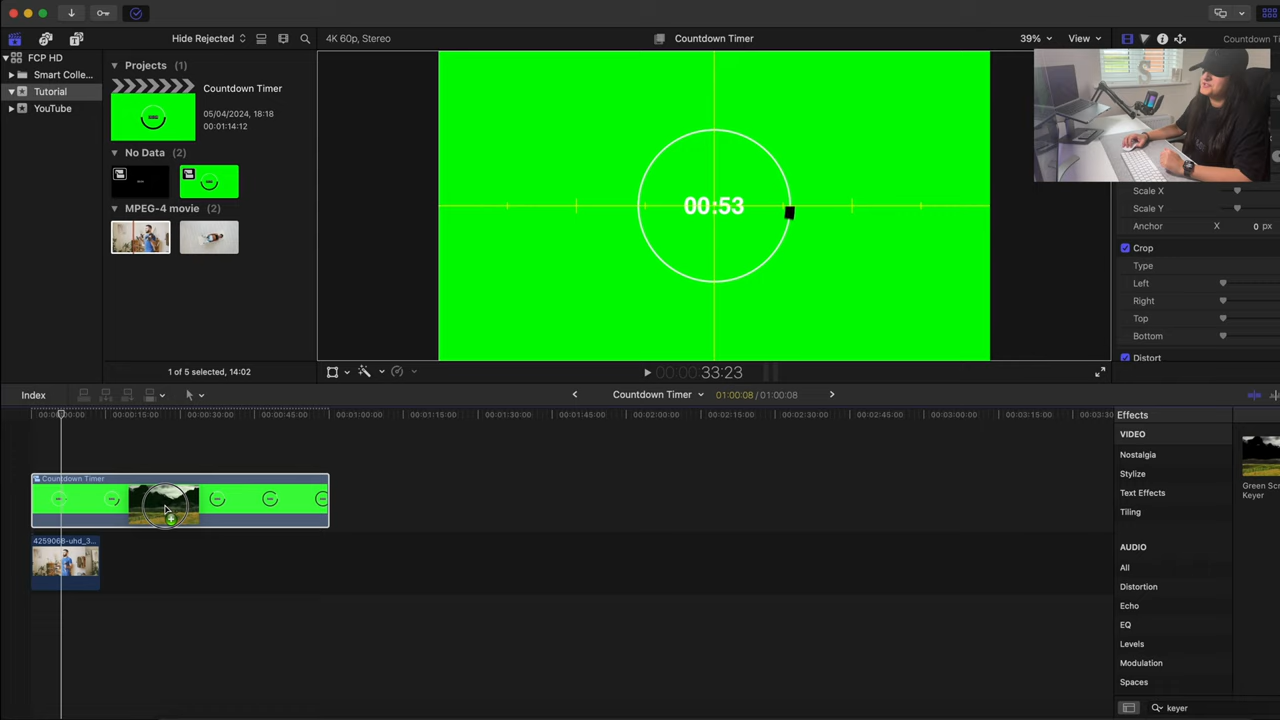 Hide Rejected
4K 60p, Stereo
Countdown Timer
39%
View
Countdown Ti
FCP HD
Smart Colle...
Tutorial
YouTube
Projects (1)
Countdown Timer
05/04/2024, 18:18
00:01:14:12
No Data (2)
MPEG-4 movie (2)
1 of 5 selected, 14:02
00:53
00:00:33:23
Scale X
Scale Y
Anchor X 0 px
Crop
Type
Left
Right
Top
Bottom
Distort
Index
Countdown Timer
01:00:08 / 01:00:08
00:00:00:00
00:00:15:00
00:00:30:00
00:00:45:00
00:01:00:00
00:01:15:00
00:01:30:00
00:01:45:00
00:02:00:00
00:02:15:00
00:02:30:00
00:02:45:00
00:03:00:00
00:03:15:00
00:03:30
Countdown Timer
4259068-uhd_3...
Effects
VIDEO
Nostalgia
Stylize
Text Effects
Tiling
Green Scr
Keyer
AUDIO
All
Distortion
Echo
EQ
Levels
Modulation
Spaces
keyer